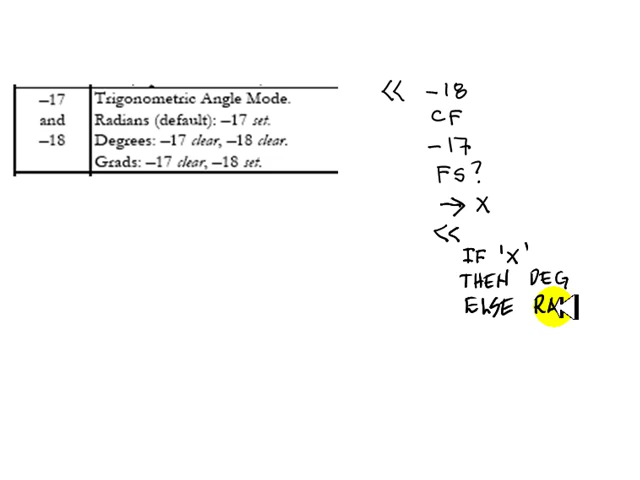 −17 Trigonometric Angle Mode.
and Radians (default): −17 set.
−18 Degrees: −17 clear, −18 clear.
Grads: −17 clear, −18 set.
<< -18
CF
-17
FS?
→ X
<<
IF 'X'
THEN DEG
ELSE